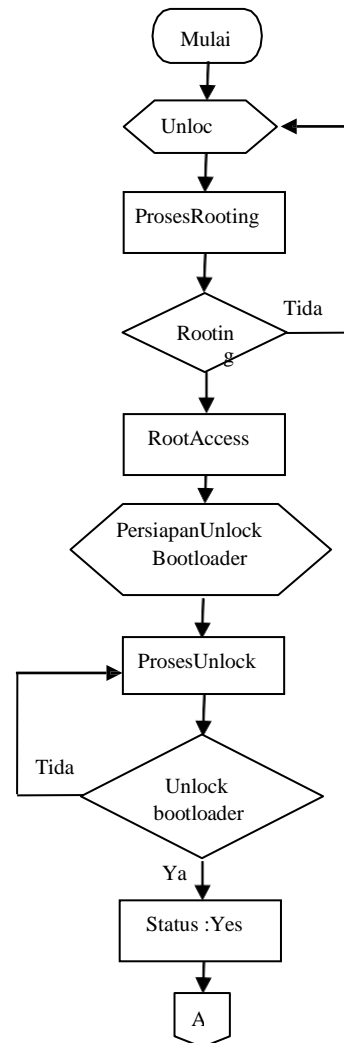 Mulai
Unloc
ProsesRooting
Rootin
g
Tida
RootAccess
PersiapanUnlock
Bootloader
ProsesUnlock
Tida
Unlock
bootloader
Ya
Status :Yes
A